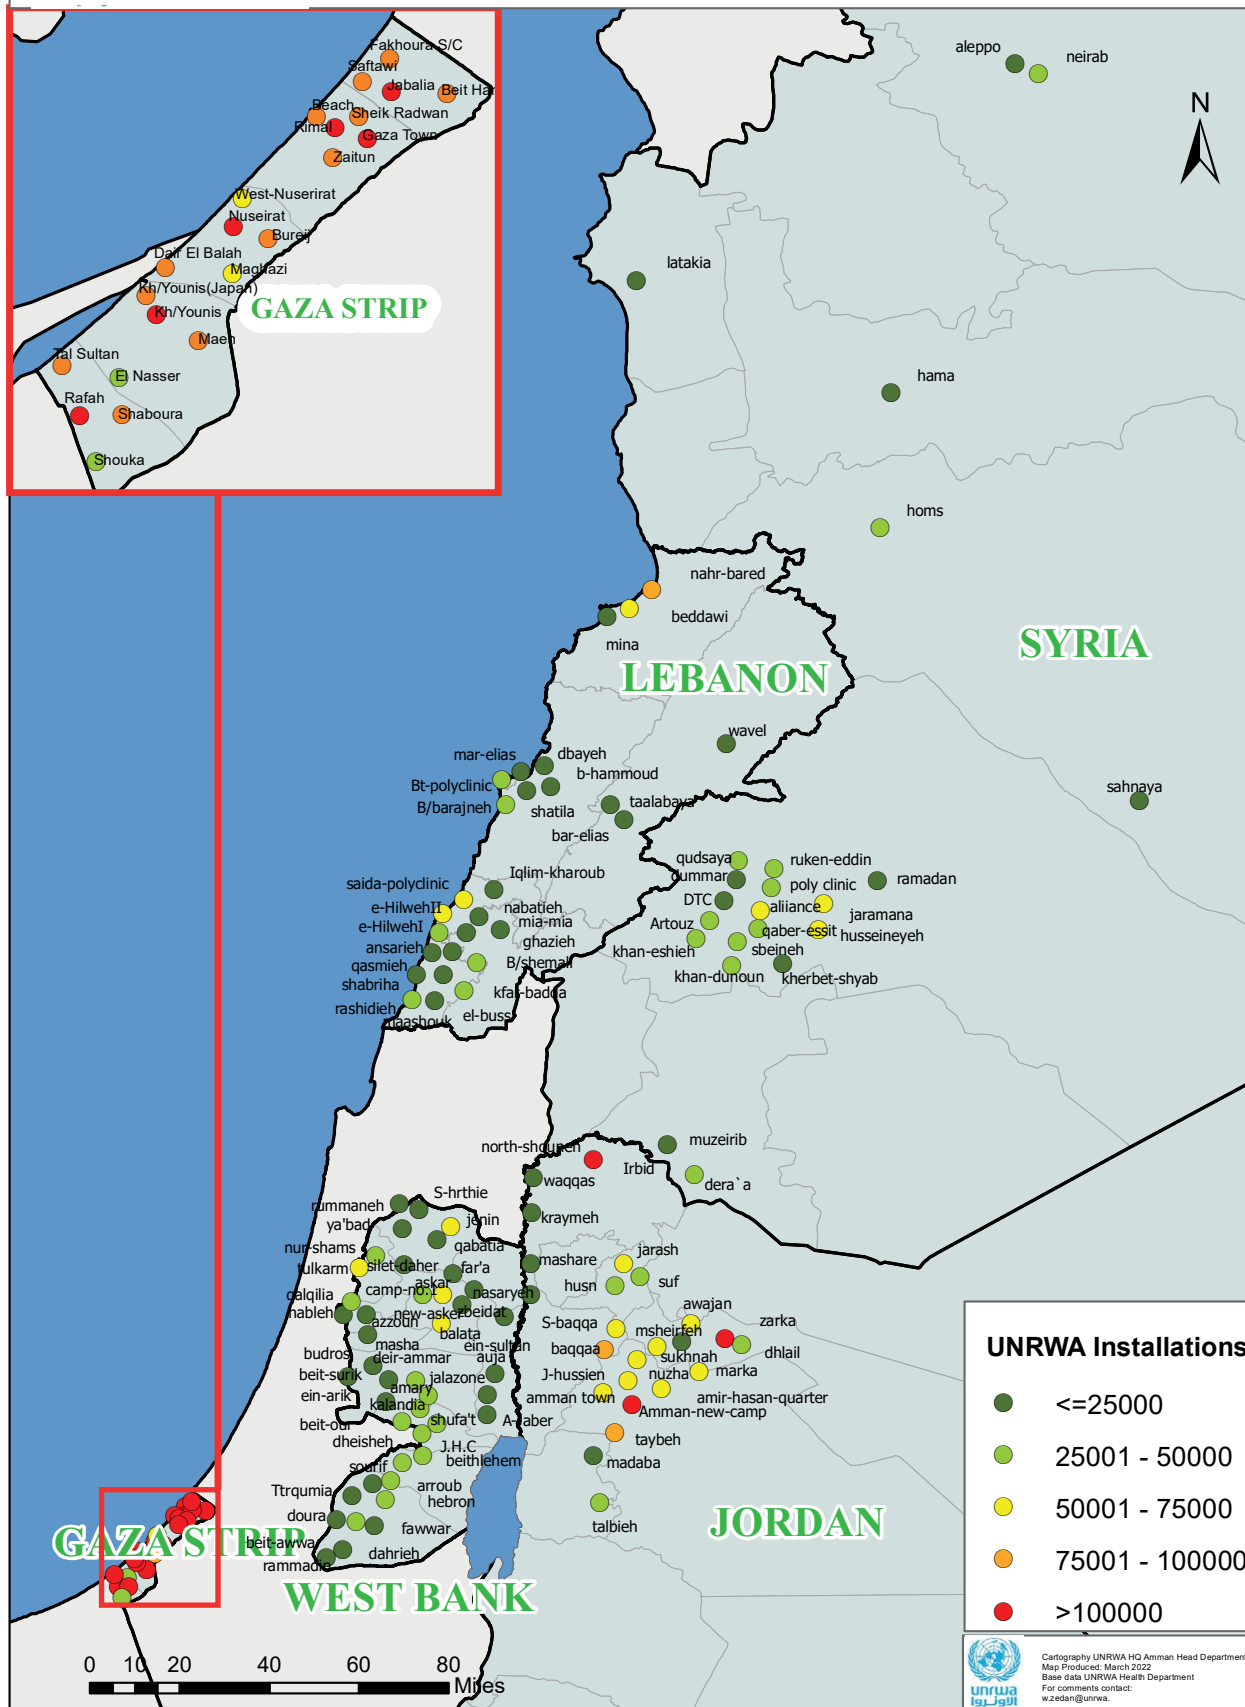 Fakhoura S/C
Saftawi
Jabalia
Beit Han
Beach
Sheik Radwan
Rimal
Gaza Town
Zaitun
West-Nuserirat
Nuseirat
Bureij
Dair El Balah
Maghazi
Kh/Younis(Japan)
GAZA STRIP
Kh/Younis
Maen
Tal Sultan
El Nasser
Rafah
Shaboura
Shouka
aleppo
neirab
N
latakia
hama
homs
nahr-bared
beddawi
mina
SYRIA
LEBANON
wavel
mar-elias
dbayeh
b-hammoud
Bt-polyclinic
B/barajneh
shatila
taalabaya
bar-elias
sahnaya
qudsaya
ruken-eddin
dummar
poly clinic
ramadan
DTC
aliiance
jaramana
Artouz
qaber-essit
husseineyeh
khan-eshieh
sbeineh
khan-dunoun
kherbet-shyab
Iqlim-kharoub
saida-polyclinic
e-HilwehII
nabatieh
e-HilwehI
mia-mia
ansarieh
ghazieh
qasmieh
B/shemali
shabriha
kfar-badda
rashidieh
maashouk
el-buss
muzeirib
north-shouneh
Irbid
dera`a
waqqas
kraymeh
S-hrthie
rummaneh
ya'bad
jenin
qabatia
nur-shams
tulkarm
silet-daher
far'a
mashare
jarash
husn
suf
askar
camp-no.1
nasaryeh
qalqilia
nableh
new-asker
zbeidat
azzoun
balata
masha
ein-sultan
awajan
zarka
S-baqqa
msheirfeh
dhlail
baqqaa
sukhnah
budros
deir-ammar
auja
J-hussien
nuzha
marka
beit-surik
jalazone
amary
ein-arik
kalandia
amman town
amir-hasan-quarter
Amman-new-camp
beit-our
shufa't
A-jaber
dheisheh
taybeh
J.H.C
beithlehem
sourif
madaba
Ttrqumia
arroub
hebron
talbieh
doura
fawwar
beit-awwa
dahrieh
rammadin
JORDAN
GAZA STRIP
WEST BANK
UNRWA Installations
<=25000
25001 - 50000
50001 - 75000
75001 - 100000
>100000
0 10 20 40 60 80
Miles
unrwa
الأونروا
Cartography UNRWA HQ Amman Head Department
Map Produced: March 2022
Base data UNRWA Health Department
For comments contact:
w.zedan@unrwa.